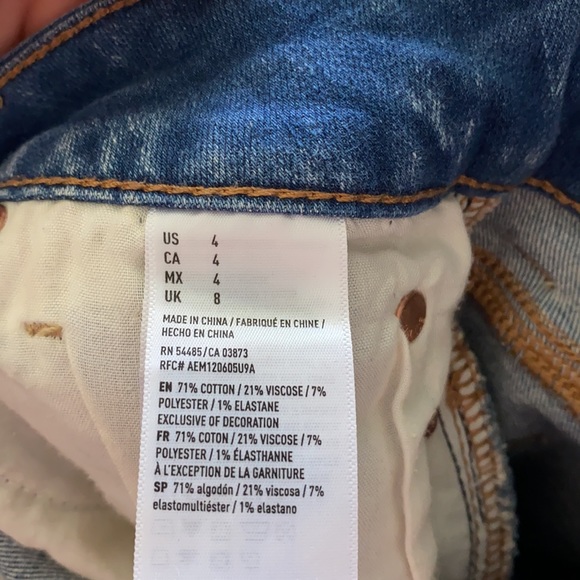 US 4
CA 4
MX 4
UK 8
MADE IN CHINA / FABRIQUÉ EN CHINE /
HECHO EN CHINA
RN 54485/CA 03873
RFC# AEM120605U9A
EN 71% COTTON / 21% VISCOSE / 7%
POLYESTER / 1% ELASTANE
EXCLUSIVE OF DECORATION
FR 71% COTON / 21% VISCOSE / 7%
POLYESTER / 1% ÉLASTHANNE
À L'EXCEPTION DE LA GARNITURE
SP 71% algodón / 21% viscosa / 7%
elastomultiéster / 1% elastano